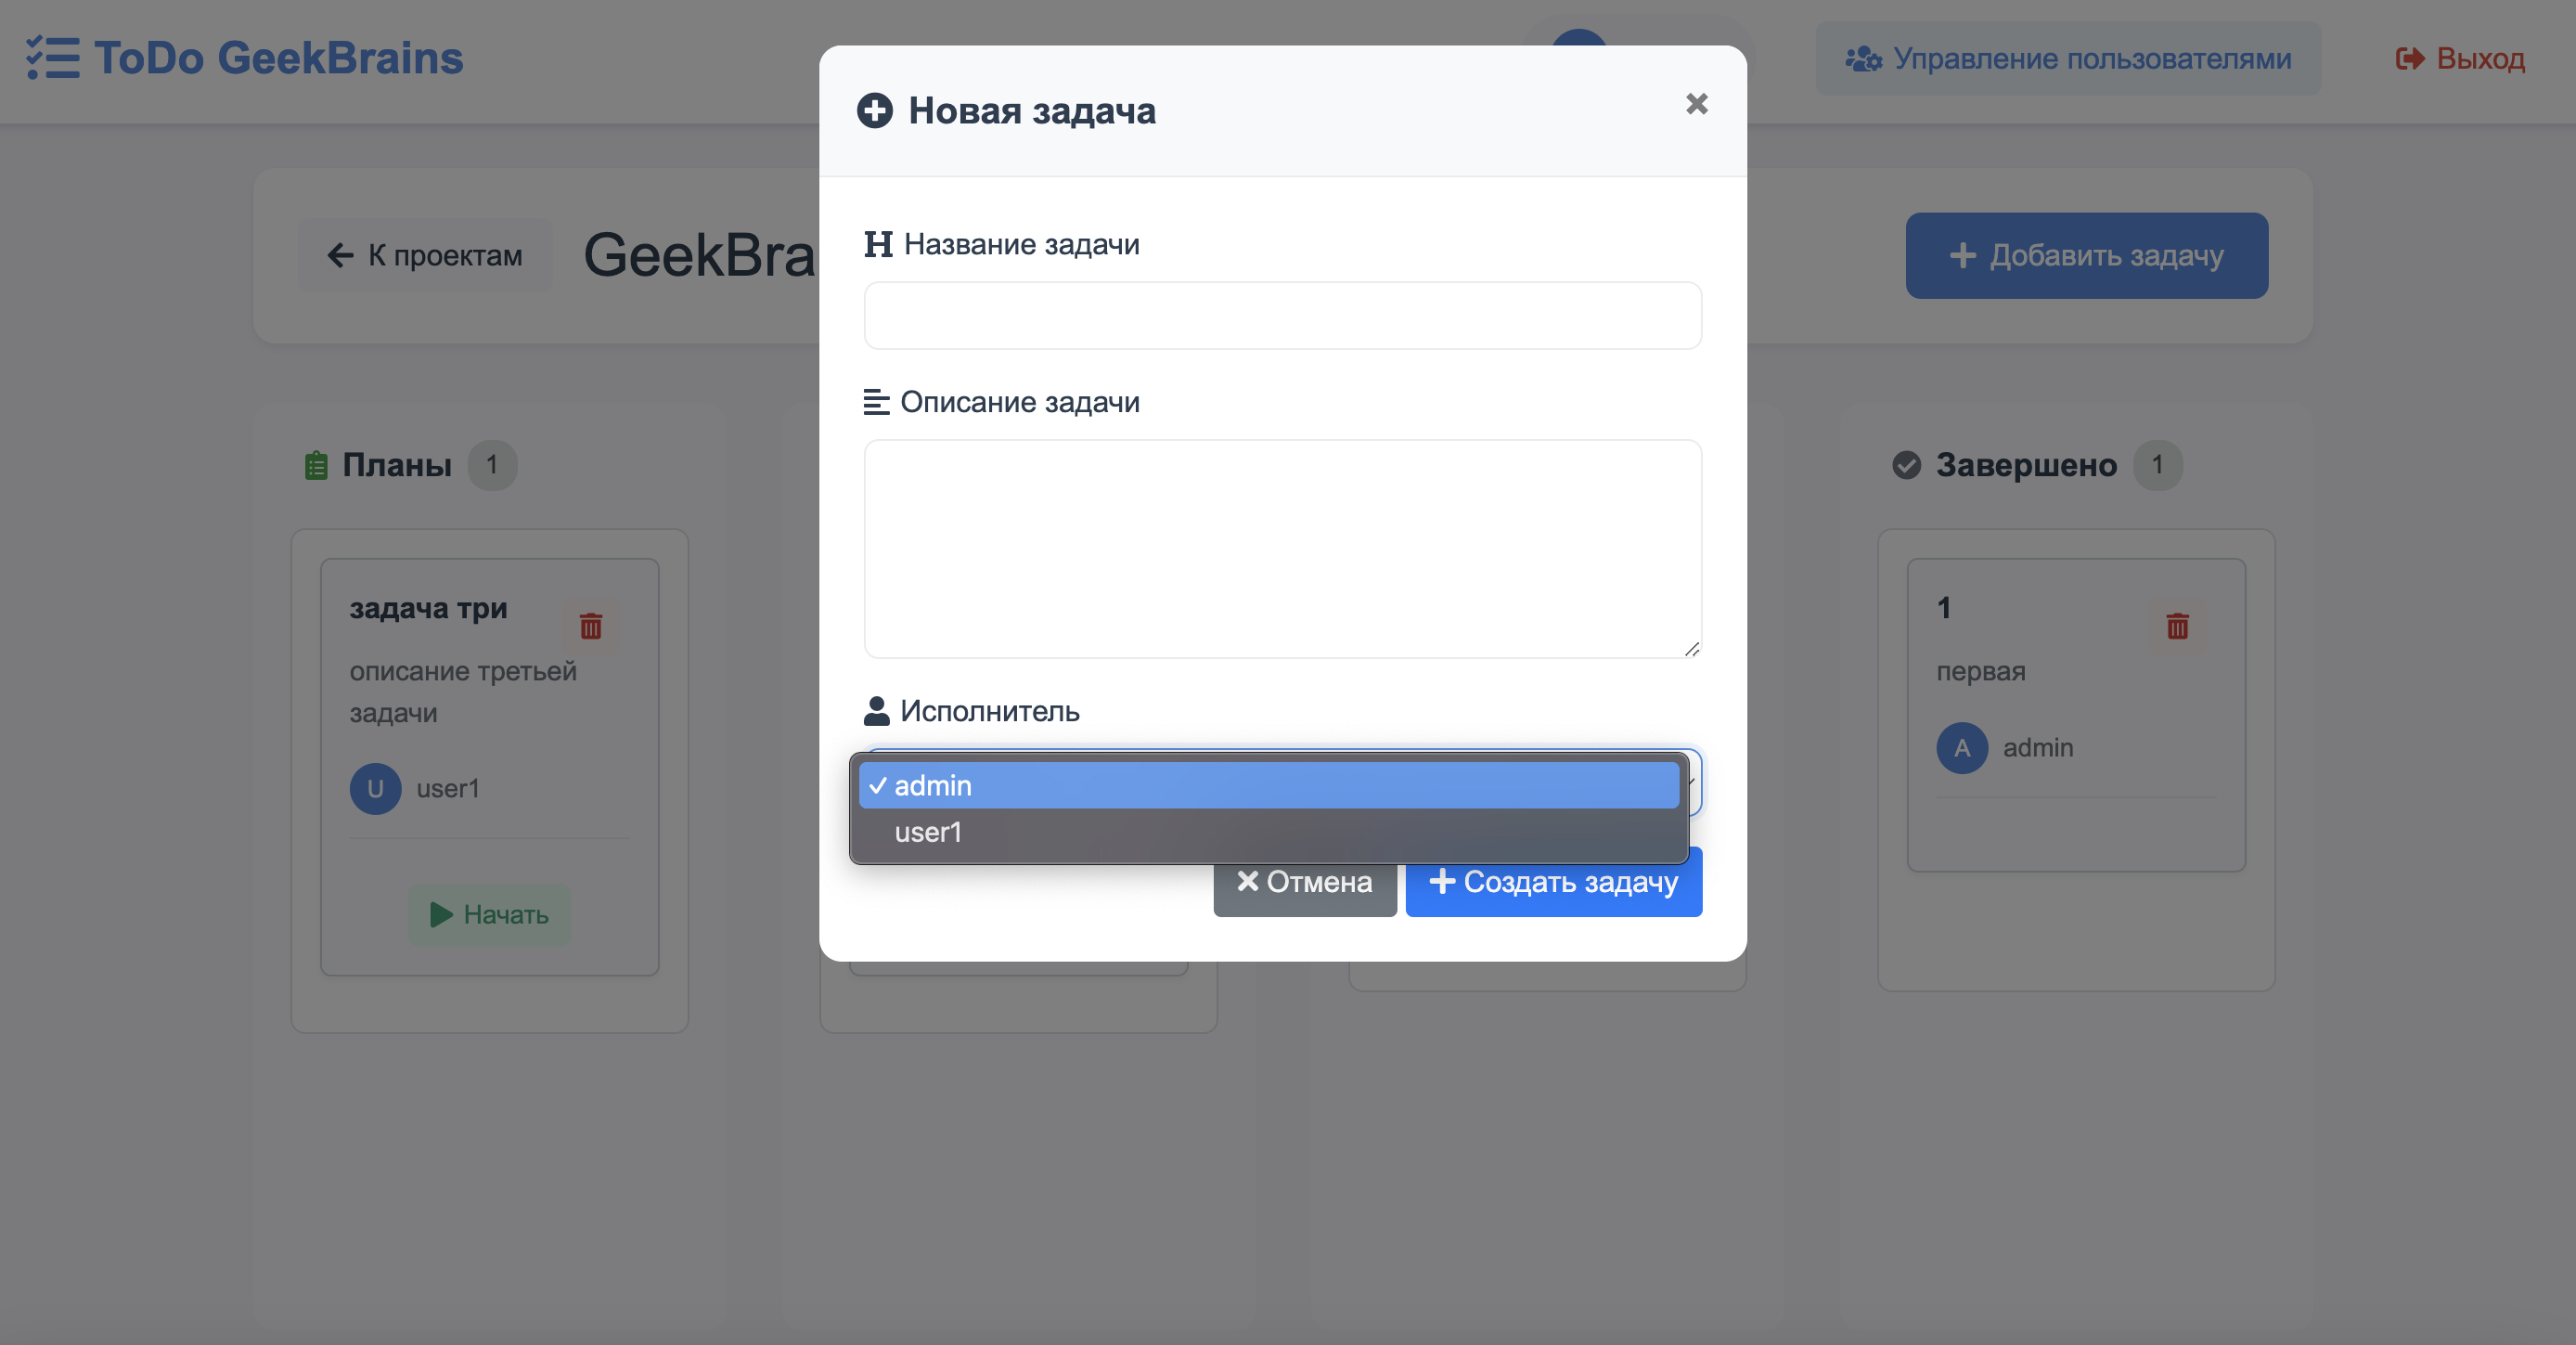 ToDo GeekBrains
Управление пользователями
Выход
К проектам
GeekBra
Добавить задачу
Планы 1
задача три
описание третьей
задачи
U user1
Начать
Новая задача
Название задачи
Описание задачи
Исполнитель
admin
user1
Отмена
Создать задачу
Завершено 1
1
первая
A admin